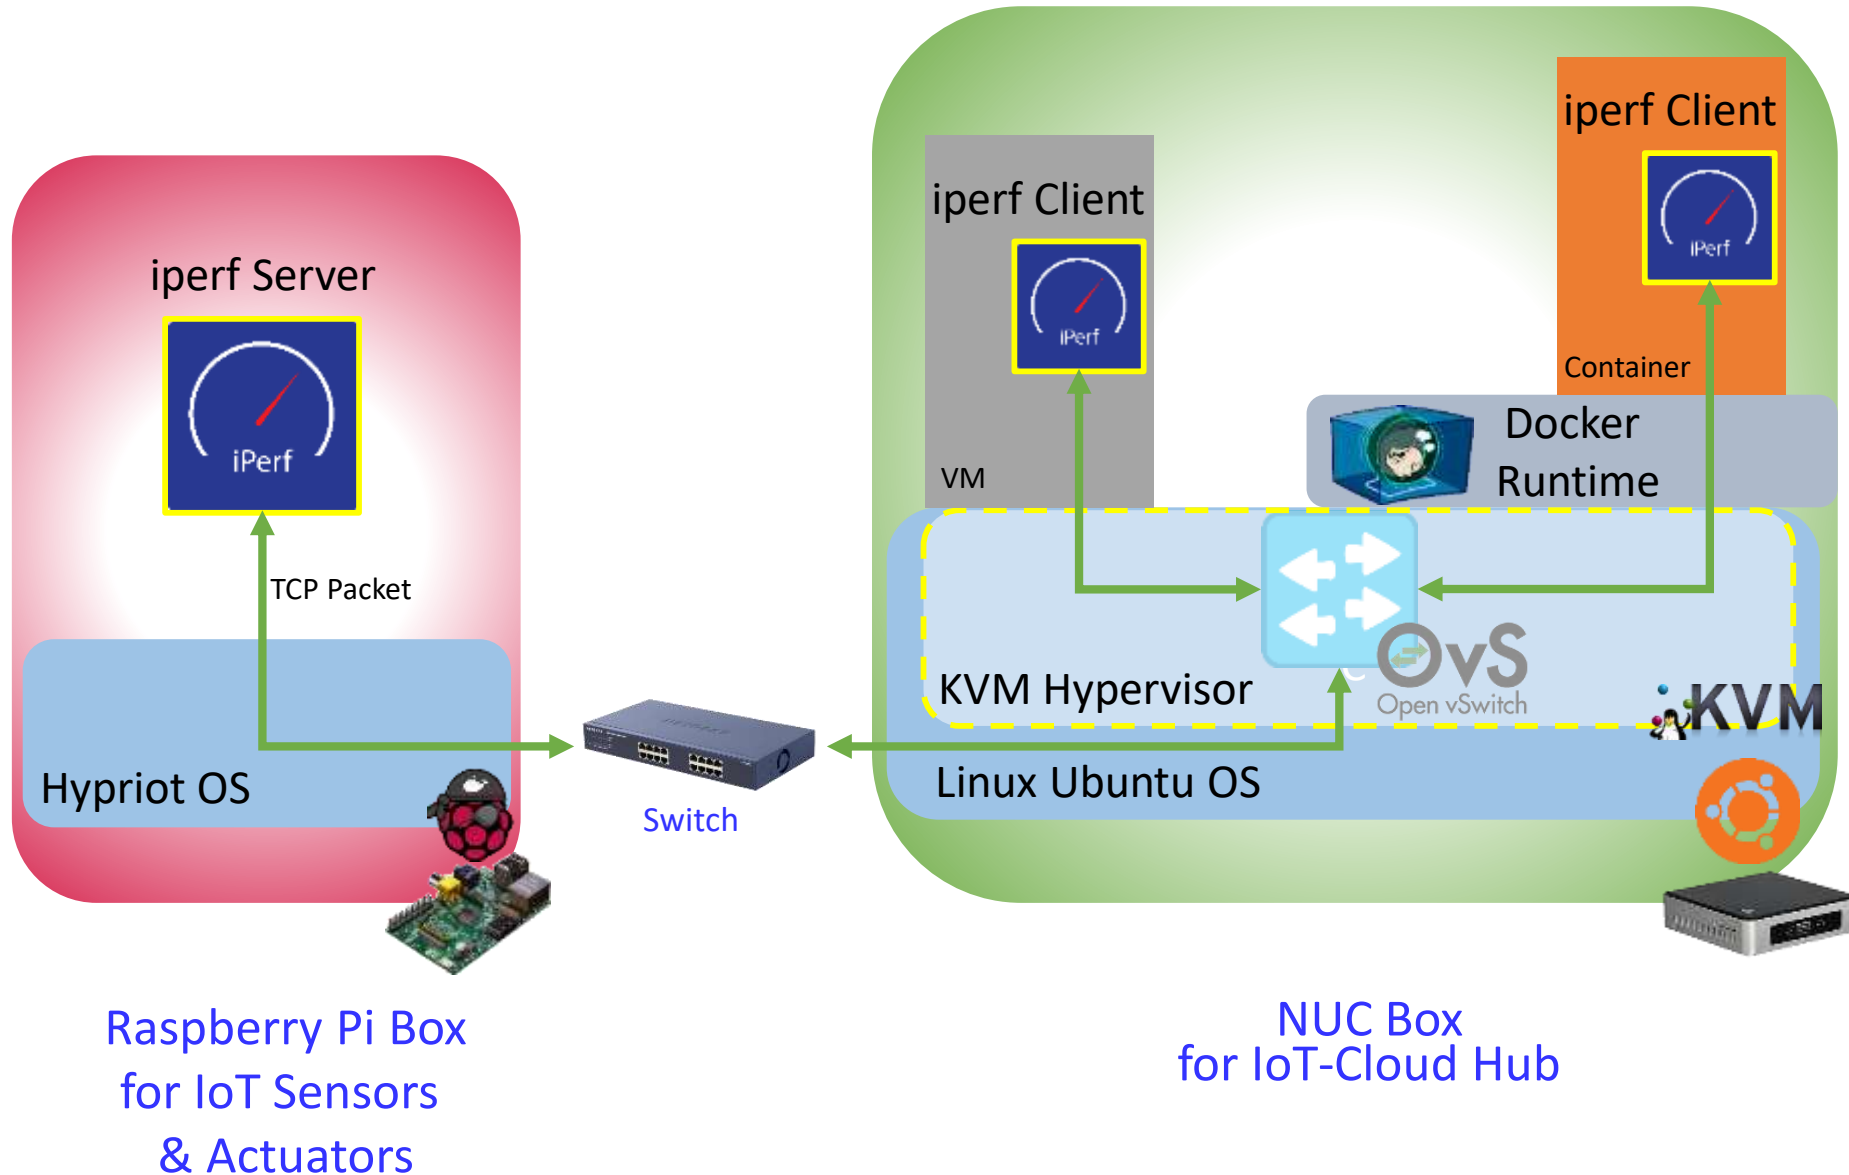 iperf Server
iPerf
TCP Packet
Hypriot OS
Raspberry Pi Box
for IoT Sensors
& Actuators
Switch
iperf Client
iPerf
VM
iperf Client
iPerf
Container
Docker
Runtime
KVM Hypervisor
C
OvS
Open vSwitch
KVM
Linux Ubuntu OS
NUC Box
for IoT-Cloud Hub